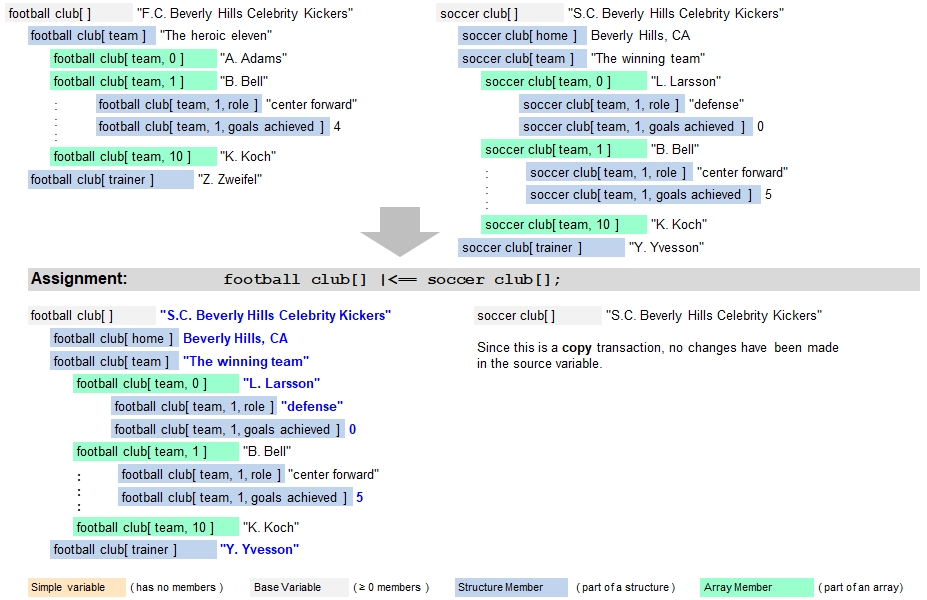 football club[ ] "F.C. Beverly Hills Celebrity Kickers"
football club[ team ] "The heroic eleven"
football club[ team, 0 ] "A. Adams"
football club[ team, 1 ] "B. Bell"
: football club[ team, 1, role ] "center forward"
: football club[ team, 1, goals achieved ] 4
football club[ team, 10 ] "K. Koch"
football club[ trainer ] "Z. Zweifel"
soccer club[ ] "S.C. Beverly Hills Celebrity Kickers"
soccer club[ home ] Beverly Hills, CA
soccer club[ team ] "The winning team"
soccer club[ team, 0 ] "L. Larsson"
soccer club[ team, 1, role ] "defense"
soccer club[ team, 1, goals achieved ] 0
soccer club[ team, 1 ] "B. Bell"
: soccer club[ team, 1, role ] "center forward"
: soccer club[ team, 1, goals achieved ] 5
soccer club[ team, 10 ] "K. Koch"
soccer club[ trainer ] "Y. Yvesson"
Assignment: football club[] |<== soccer club[];
football club[ ] "S.C. Beverly Hills Celebrity Kickers"
football club[ home ] Beverly Hills, CA
football club[ team ] "The winning team"
football club[ team, 0 ] "L. Larsson"
football club[ team, 1, role ] "defense"
football club[ team, 1, goals achieved ] 0
football club[ team, 1 ] "B. Bell"
: football club[ team, 1, role ] "center forward"
: football club[ team, 1, goals achieved ] 5
football club[ team, 10 ] "K. Koch"
football club[ trainer ] "Y. Yvesson"
soccer club[ ] "S.C. Beverly Hills Celebrity Kickers"
Since this is a copy transaction, no changes have been made
in the source variable.
Simple variable ( has no members ) Base Variable ( ≥ 0 members ) Structure Member ( part of a structure ) Array Member ( part of an array)